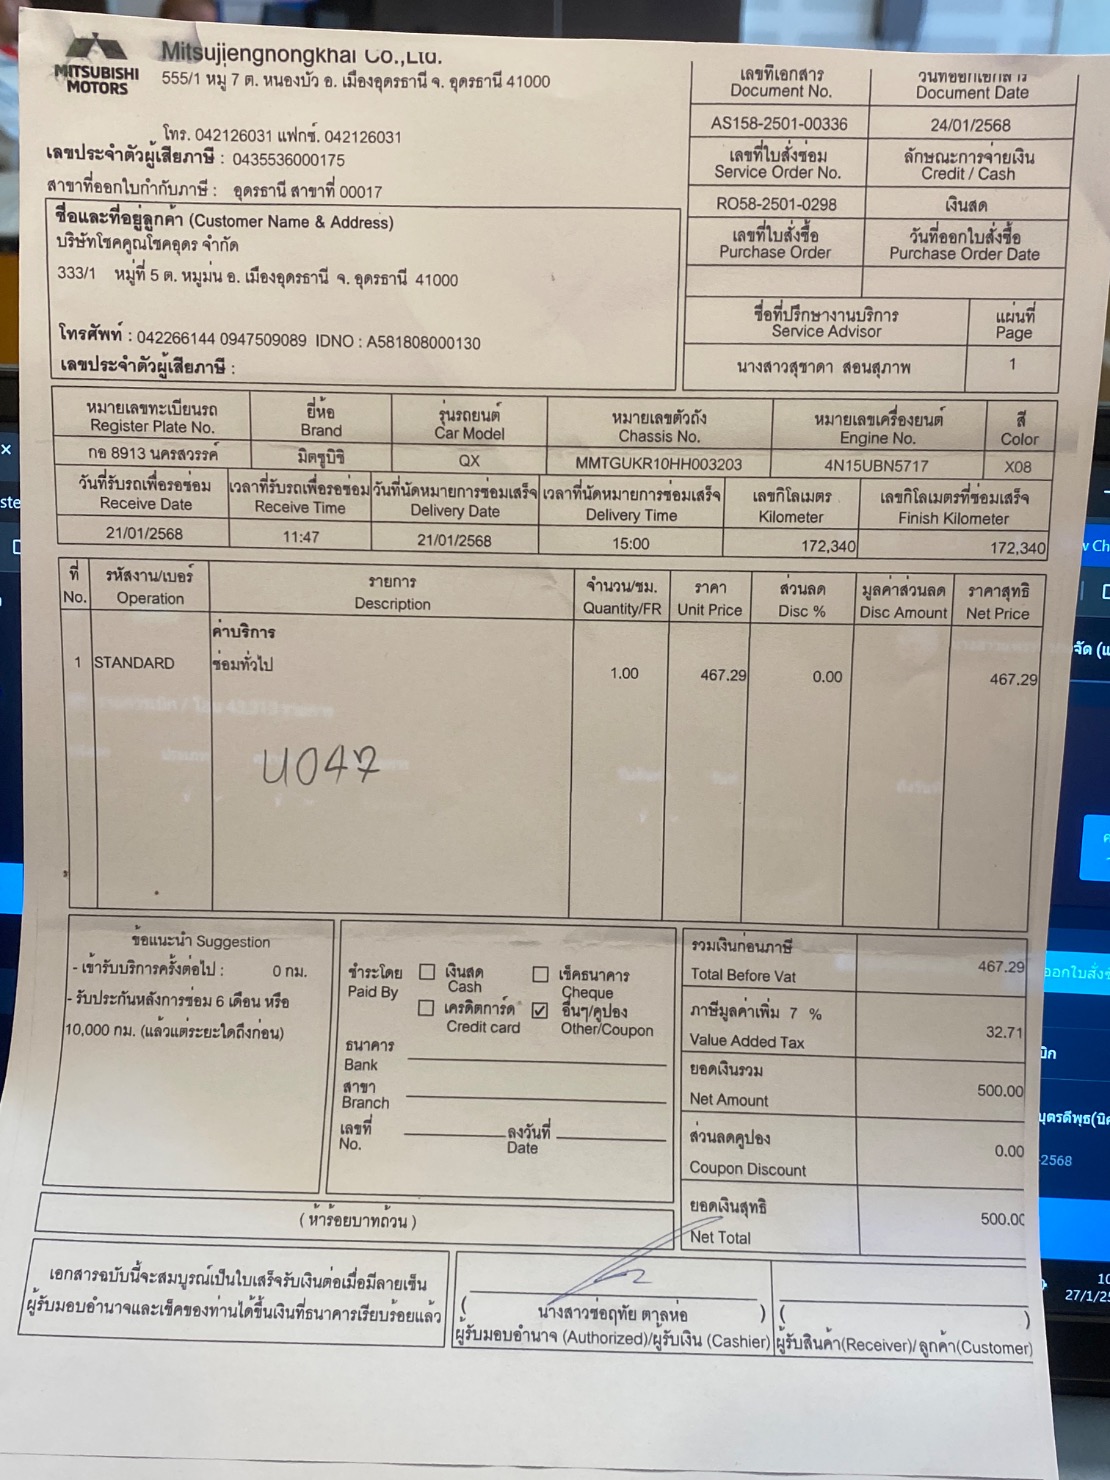 MITSUBISHI
MOTORS
Mitsujiengnongkhai Co.,Ltd.
555/1 หมู่ 7 ต. หนองบัว อ. เมืองอุดรธานี จ. อุดรธานี 41000
โทร. 042126031 แฟกซ์. 042126031
เลขประจำตัวผู้เสียภาษี : 0435536000175
สาขาที่ออกใบกำกับภาษี : อุดรธานี สาขาที่ 00017
เลขที่เอกสาร วันที่ออกเอกสาร
Document No. Document Date
AS158-2501-00336 24/01/2568
เลขที่ใบสั่งซ่อม ลักษณะการจ่ายเงิน
Service Order No. Credit / Cash
RO58-2501-0298 เงินสด
เลขที่ใบสั่งซื้อ วันที่ออกใบสั่งซื้อ
Purchase Order Purchase Order Date
ชื่อที่ปรึกษางานบริการ แผ่นที่
Service Advisor Page
นางสาวสุชาดา สอนสุภาพ 1
ชื่อและที่อยู่ลูกค้า (Customer Name & Address)
บริษัทโชคคูณโชคอุดร จำกัด
333/1 หมู่ที่ 5 ต. หมูม่น อ. เมืองอุดรธานี จ. อุดรธานี 41000
โทรศัพท์ : 042266144 0947509089 IDNO : A581808000130
เลขประจำตัวผู้เสียภาษี :
หมายเลขทะเบียนรถ ยี่ห้อ รุ่นรถยนต์ หมายเลขตัวถัง หมายเลขเครื่องยนต์ สี
Register Plate No. Brand Car Model Chassis No. Engine No. Color
กอ 8913 นครสวรรค์ มิตซูบิชิ QX MMTGUKR10HH003203 4N15UBN5717 X08
วันที่รับรถเพื่อรอซ่อม เวลาที่รับรถเพื่อรอซ่อม วันที่นัดหมายการซ่อมเสร็จ เวลาที่นัดหมายการซ่อมเสร็จ เลขกิโลเมตร เลขกิโลเมตรที่ซ่อมเสร็จ
Receive Date Receive Time Delivery Date Delivery Time Kilometer Finish Kilometer
21/01/2568 11:47 21/01/2568 15:00 172,340 172,340
ที่ รหัสงาน/เบอร์ รายการ จำนวน/ชม. ราคา ส่วนลด มูลค่าส่วนลด ราคาสุทธิ
No. Operation Description Quantity/FR Unit Price Disc % Disc Amount Net Price
ค่าบริการ
1 STANDARD ซ่อมทั่วไป 1.00 467.29 0.00 467.29
U047
ข้อแนะนำ Suggestion
- เข้ารับบริการครั้งต่อไป : 0 กม.
- รับประกันหลังการซ่อม 6 เดือน หรือ
10,000 กม. (แล้วแต่ระยะใดถึงก่อน)
ชำระโดย เงินสด เช็คธนาคาร
Paid By Cash Cheque
เครดิตการ์ด อื่นๆ/คูปอง
Credit card Other/Coupon
ธนาคาร
Bank
สาขา
Branch
เลขที่ ลงวันที่
No. Date
รวมเงินก่อนภาษี
Total Before Vat 467.29
ภาษีมูลค่าเพิ่ม 7 %
Value Added Tax 32.71
ยอดเงินรวม
Net Amount 500.00
ส่วนลดคูปอง
Coupon Discount 0.00
ยอดเงินสุทธิ
Net Total 500.00
( ห้าร้อยบาทถ้วน )
เอกสารฉบับนี้จะสมบูรณ์เป็นใบเสร็จรับเงินต่อเมื่อมีลายเซ็น
ผู้รับมอบอำนาจและเช็คของท่านได้ขึ้นเงินที่ธนาคารเรียบร้อยแล้ว
( นางสาวช่อฤทัย ตาลห่อ ) ( )
ผู้รับมอบอำนาจ (Authorized)/ผู้รับเงิน (Cashier) ผู้รับสินค้า(Receiver)/ลูกค้า(Customer)